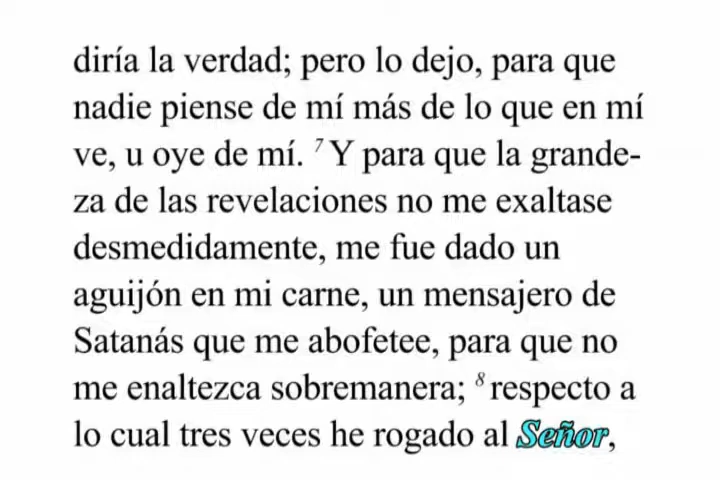 diría la verdad; pero lo dejo, para que
nadie piense de mí más de lo que en mí
ve, u oye de mí. 7 Y para que la grande-
za de las revelaciones no me exaltase
desmedidamente, me fue dado un
aguijón en mi carne, un mensajero de
Satanás que me abofetee, para que no
me enaltezca sobremanera; 8 respecto a
lo cual tres veces he rogado al Señor,